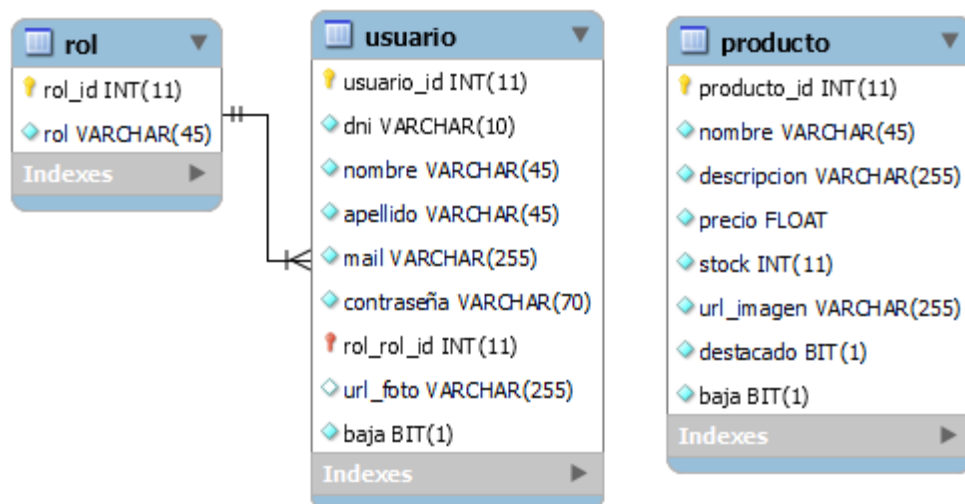 rol
rol_id INT(11)
rol VARCHAR(45)
Indexes
usuario
usuario_id INT(11)
dni VARCHAR(10)
nombre VARCHAR(45)
apellido VARCHAR(45)
mail VARCHAR(255)
contraseña VARCHAR(70)
rol_rol_id INT(11)
url_foto VARCHAR(255)
baja BIT(1)
Indexes
producto
producto_id INT(11)
nombre VARCHAR(45)
descripcion VARCHAR(255)
precio FLOAT
stock INT(11)
url_imagen VARCHAR(255)
destacado BIT(1)
baja BIT(1)
Indexes